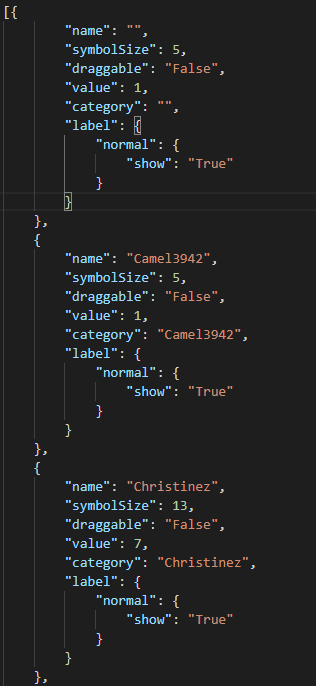 [{
"name": "",
"symbolSize": 5,
"draggable": "False",
"value": 1,
"category": "",
"label": {
"normal": {
"show": "True"
}
}
},
{
"name": "Camel3942",
"symbolSize": 5,
"draggable": "False",
"value": 1,
"category": "Camel3942",
"label": {
"normal": {
"show": "True"
}
}
},
{
"name": "Christinez",
"symbolSize": 13,
"draggable": "False",
"value": 7,
"category": "Christinez",
"label": {
"normal": {
"show": "True"
}
}
},